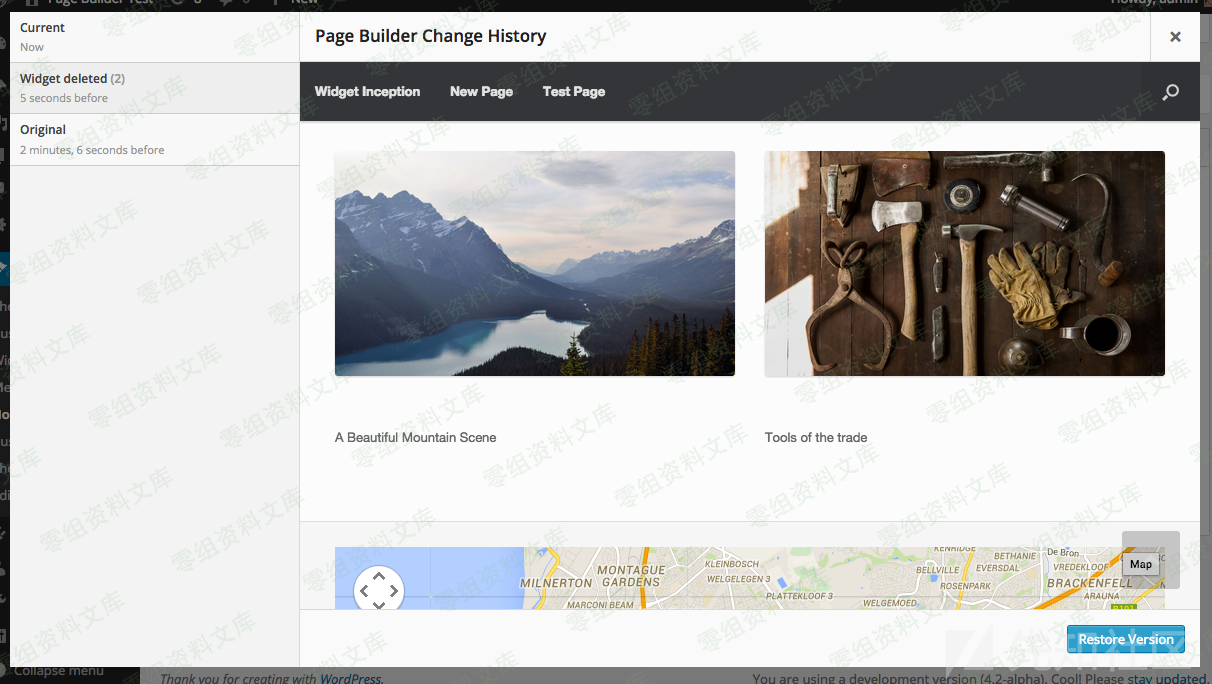 Page Builder Test
New
Howdy, admin
Current
Now
Widget deleted (2)
5 seconds before
Original
2 minutes, 6 seconds before
Page Builder Change History
Widget Inception
New Page
Test Page
A Beautiful Mountain Scene
Tools of the trade
KENRIDGE
De Bron
BETHANIE
VREDEKLOOF
KLEINBOSCH
MONTAGUE
GARDENS
BELLVILLE
EVERSDAL
WELGELEGEN 3
MILNERTON
ROSENPARK
BRACKENFELL
PLATTEKLOOF 3
ARAUNA
MARCONI BEAM
WELGEMOED
R101
Map
Restore Version
Collapse menu
Thank you for creating with WordPress.
You are using a development version (4.2-alpha). Cool! Please stay updated.
零组资料文库